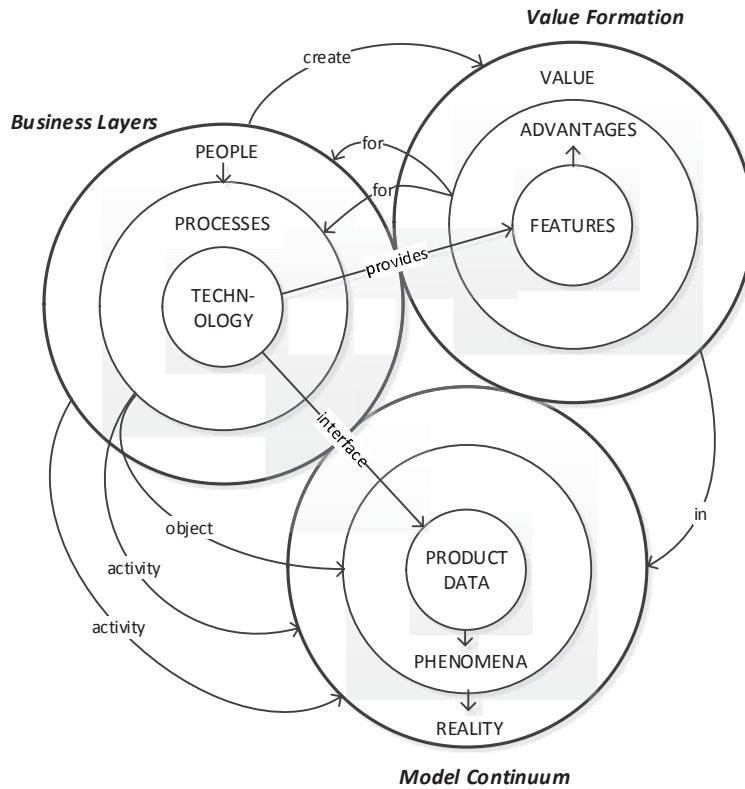 Value Formation
create
VALUE
Business Layers
ADVANTAGES
for
PEOPLE
for
PROCESSES
FEATURES
provides
TECHN-
OLOGY
interface
object
in
PRODUCT
DATA
activity
activity
PHENOMENA
REALITY
Model Continuum